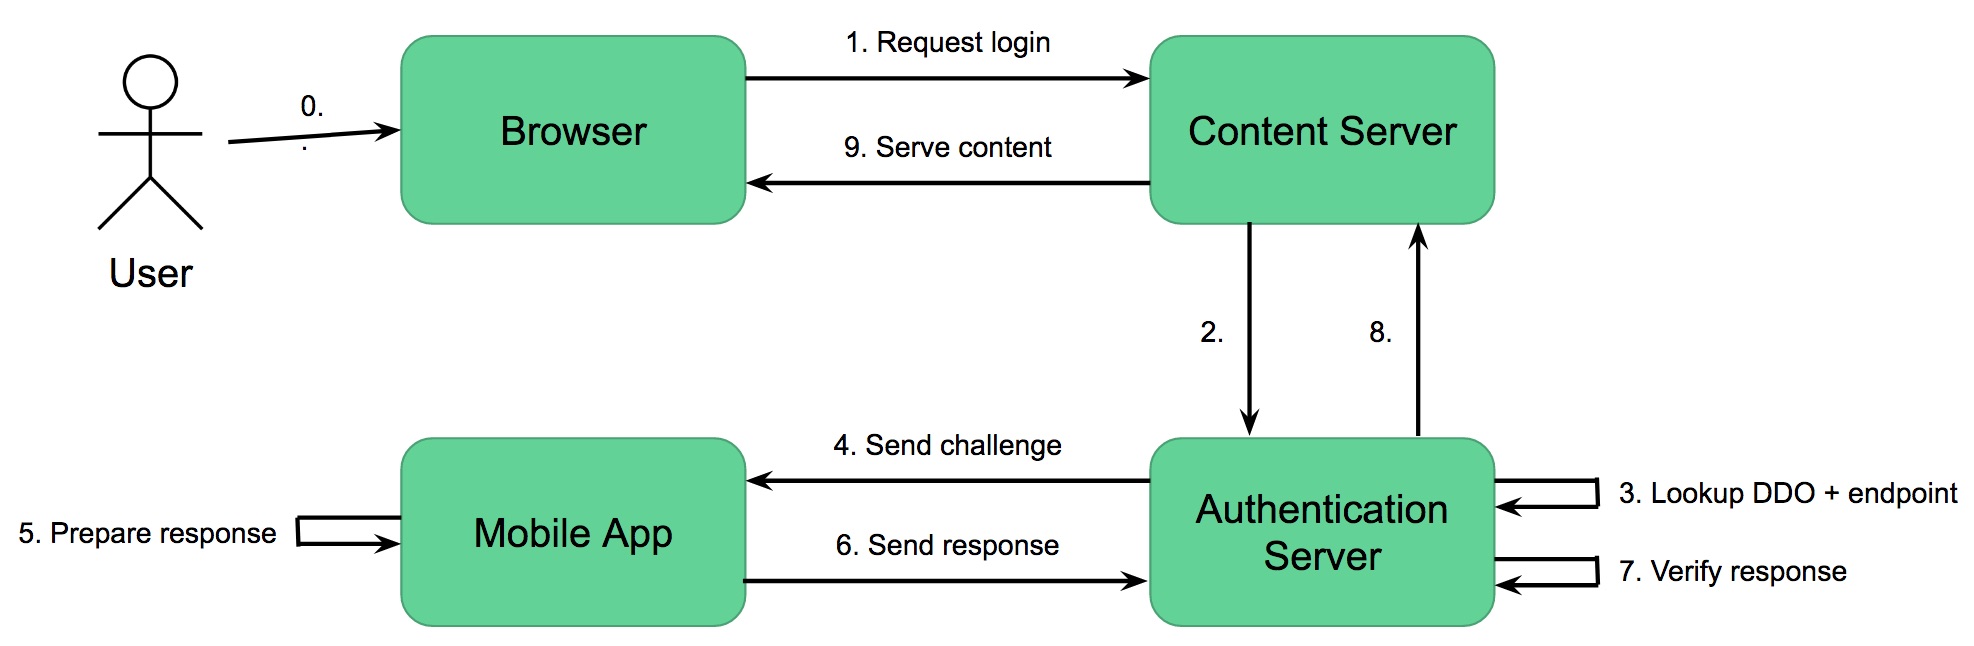 1. Request login
0.
.
Browser
Content Server
9. Serve content
User
2.
8.
4. Send challenge
3. Lookup DDO + endpoint
Authentication
Server
5. Prepare response
Mobile App
6. Send response
7. Verify response